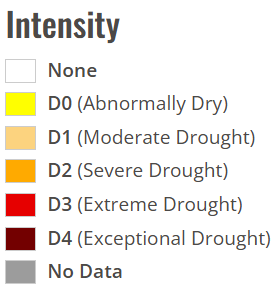 Intensity
None
D0 (Abnormally Dry)
D1 (Moderate Drought)
D2 (Severe Drought)
D3 (Extreme Drought)
D4 (Exceptional Drought)
No Data